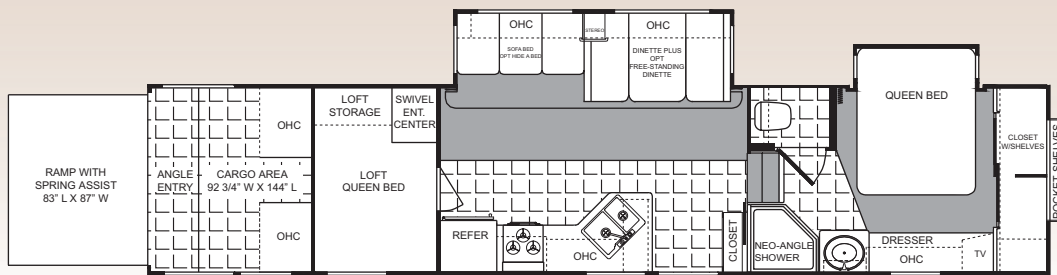 RAMP WITH
SPRING ASSIST
83" L X 87" W
ANGLE
ENTRY
CARGO AREA
92 3/4" W X 144" L
OHC
OHC
LOFT
STORAGE
SWIVEL
ENT.
CENTER
LOFT
QUEEN BED
OHC
SOFA BED
OPT HIDE A BED
STEREO
OHC
DINETTE PLUS
OPT
FREE-STANDING
DINETTE
REFER
OHC
CLOSET
NEO-ANGLE
SHOWER
QUEEN BED
DRESSER
OHC
TV
CLOSET
W/SHELVES
POCKET SHELVES